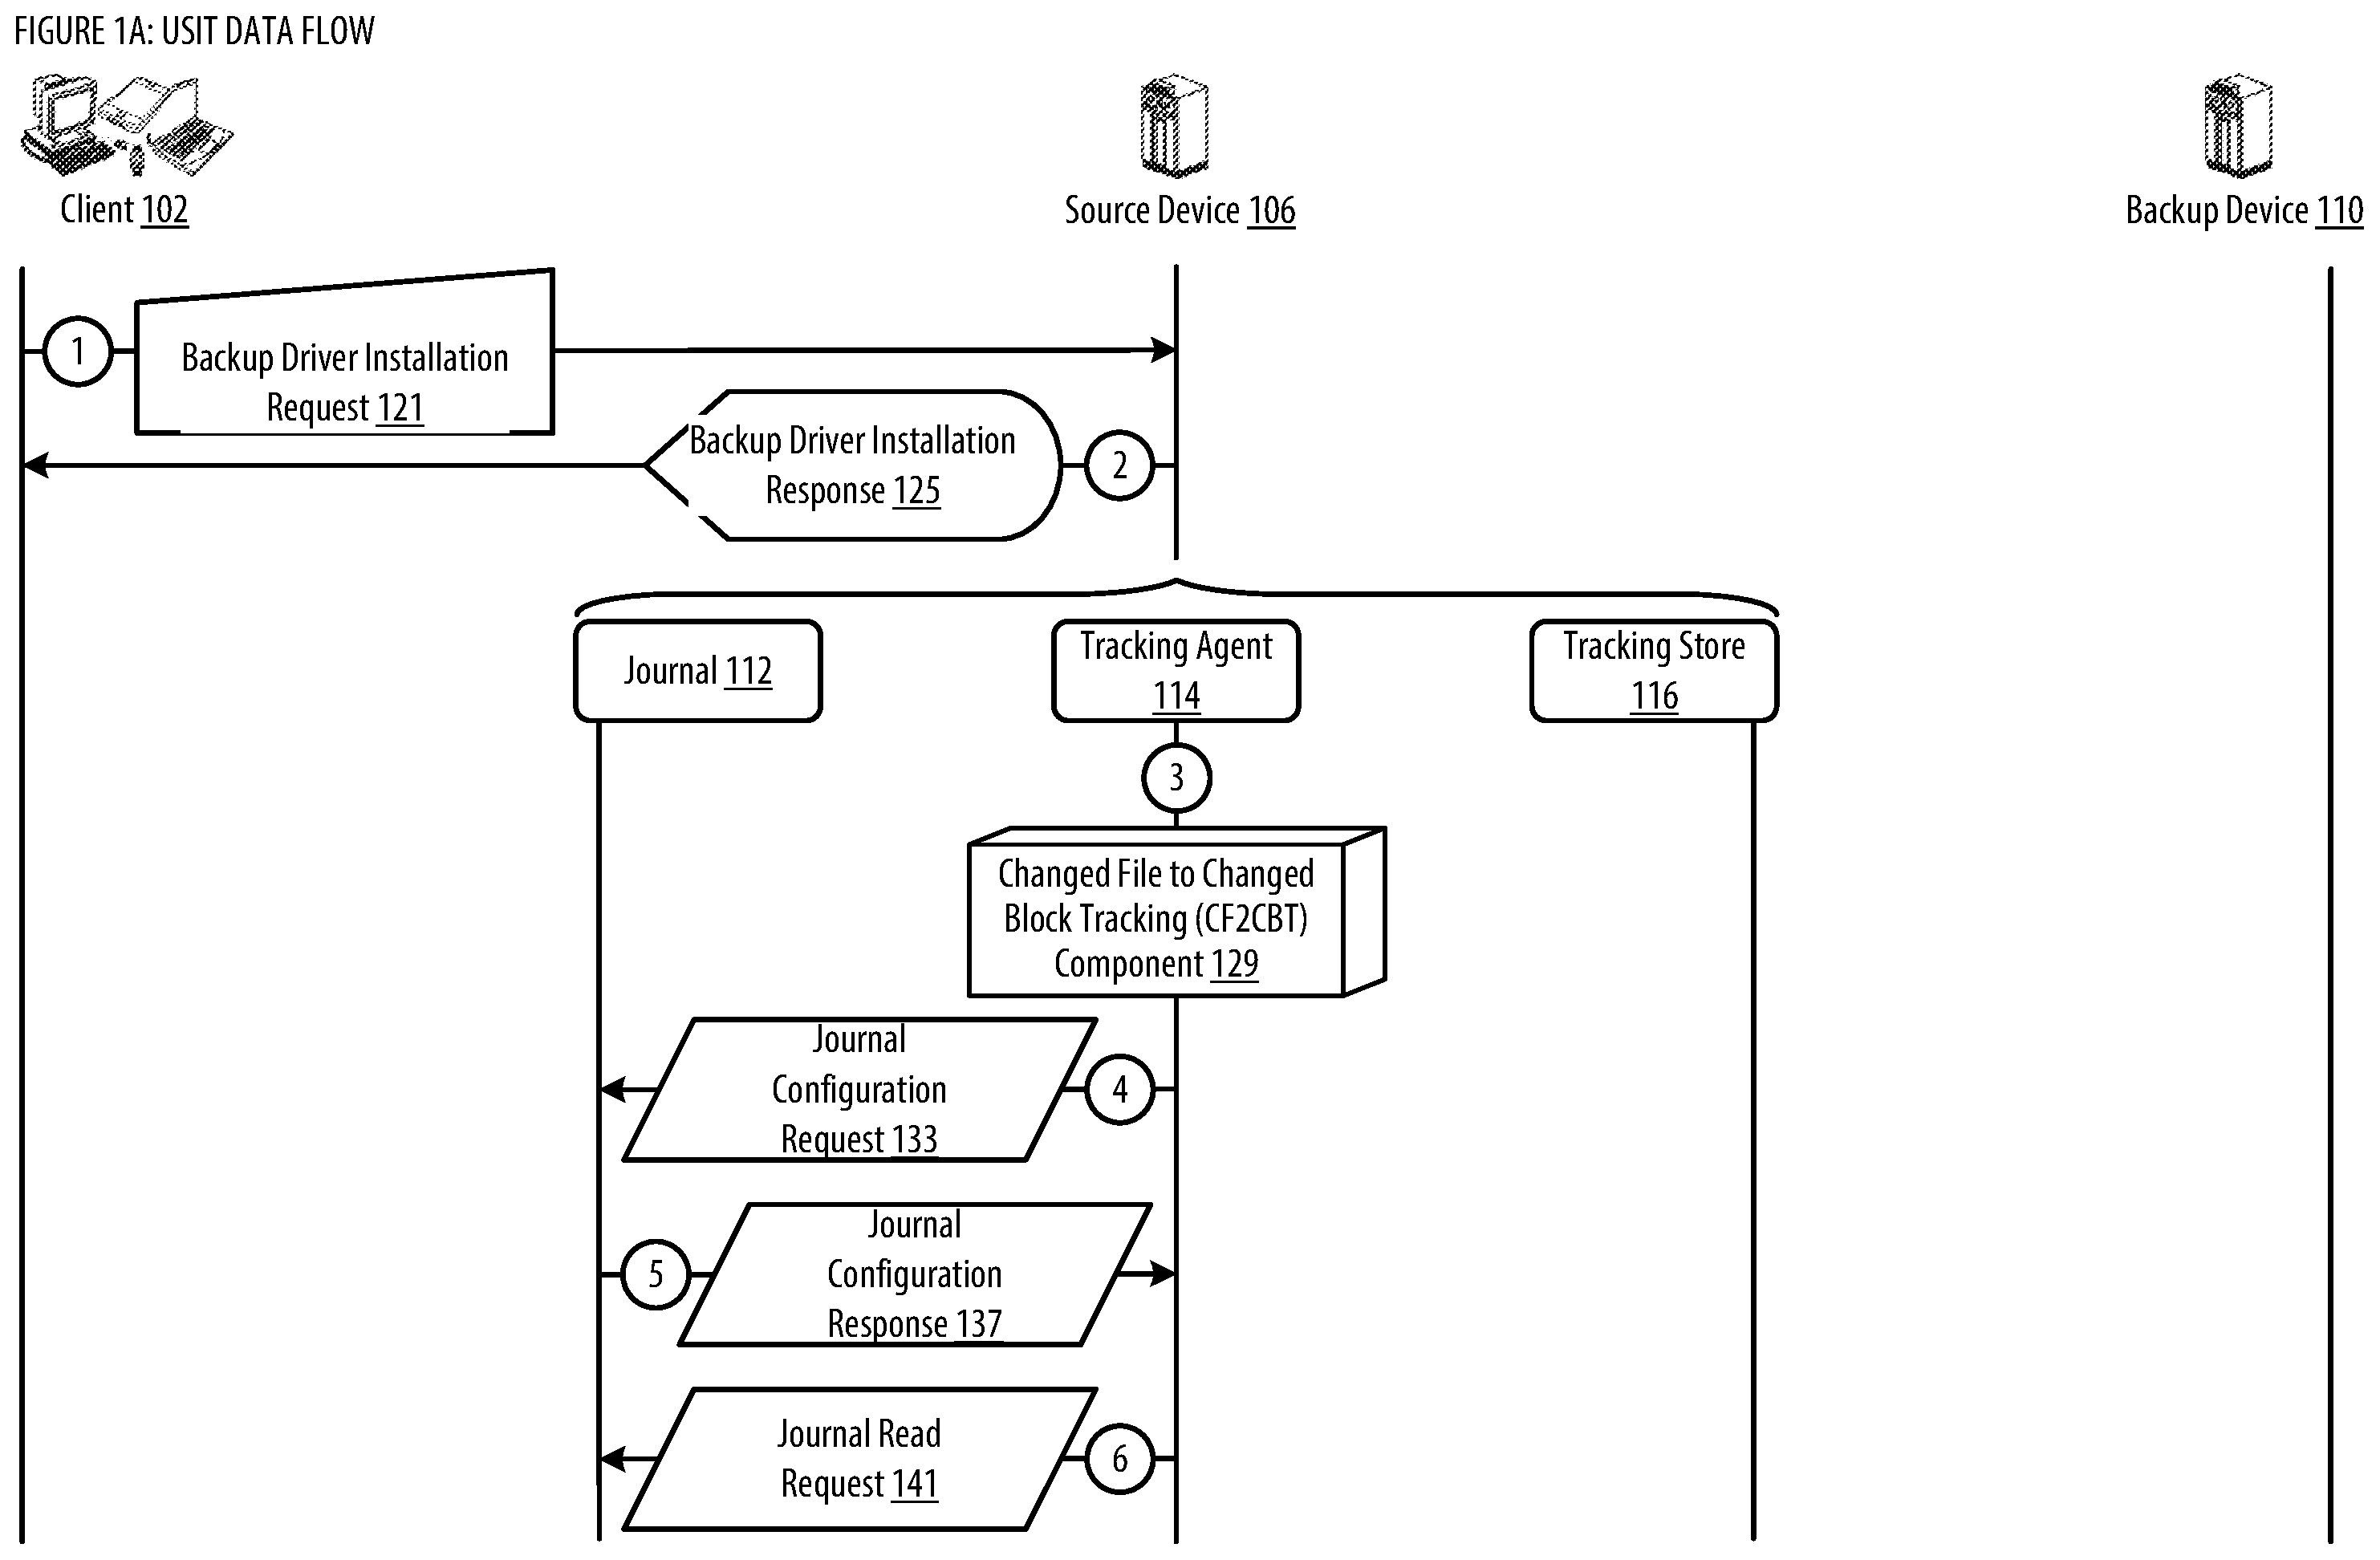 FIGURE 1A: USIT DATA FLOW
Client 102
Source Device 106
Backup Device 110
1
Backup Driver Installation
Request 121
Backup Driver Installation
Response 125
2
Journal 112
Tracking Agent
114
Tracking Store
116
3
Changed File to Changed
Block Tracking (CF2CBT)
Component 129
Journal
Configuration
Request 133
4
5
Journal
Configuration
Response 137
Journal Read
Request 141
6